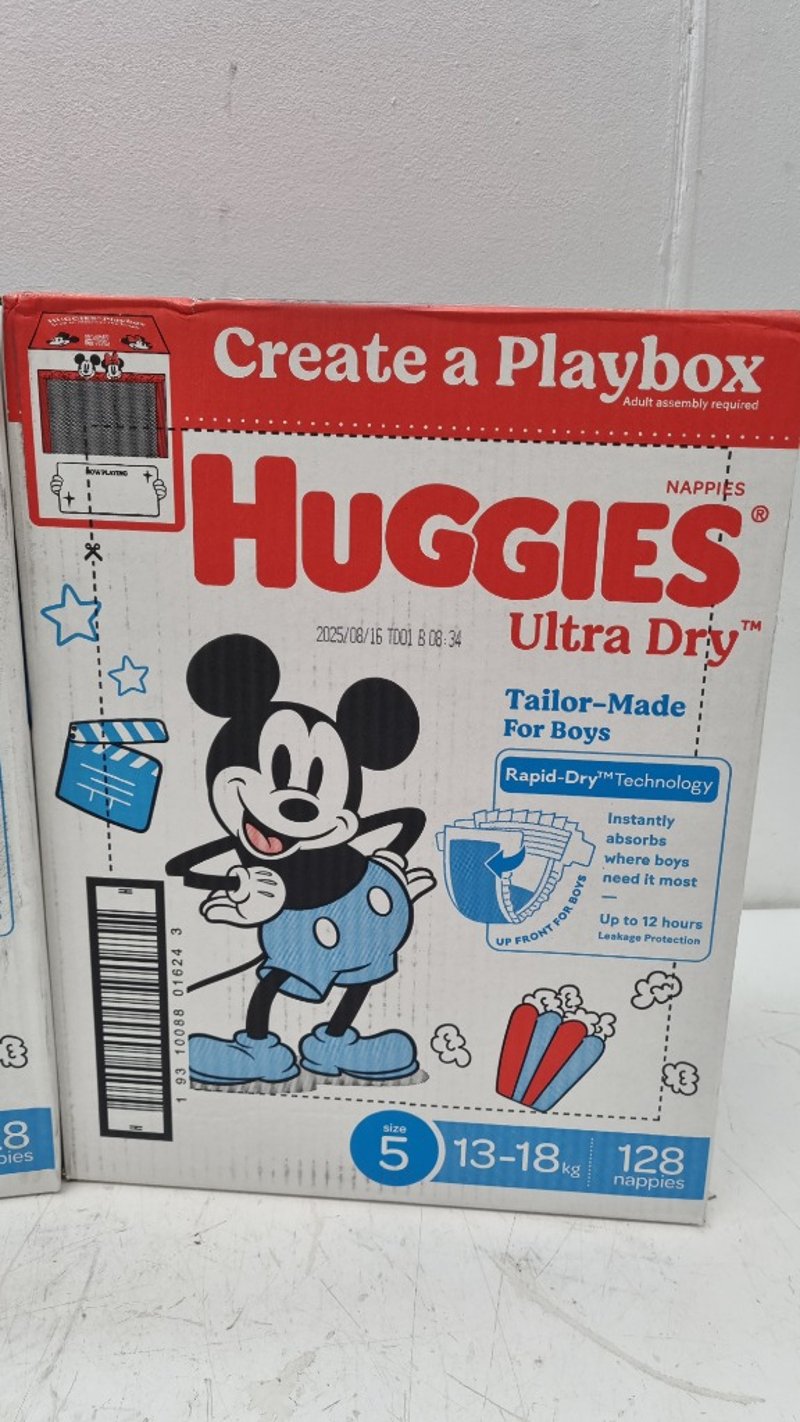 Create a Playbox
Adult assembly required
HUGGIES Playbox
NOW PLAYING
NAPPIES
HUGGIES®
Ultra Dry™
2025/08/16 TD01 B 08:34
Tailor-Made
For Boys
Rapid-Dry™ Technology
Instantly
absorbs
where boys
need it most
Up to 12 hours
Leakage Protection
UP FRONT FOR BOYS
1 93 10088 01624 3
size
5
13-18kg
128
nappies
8
pies